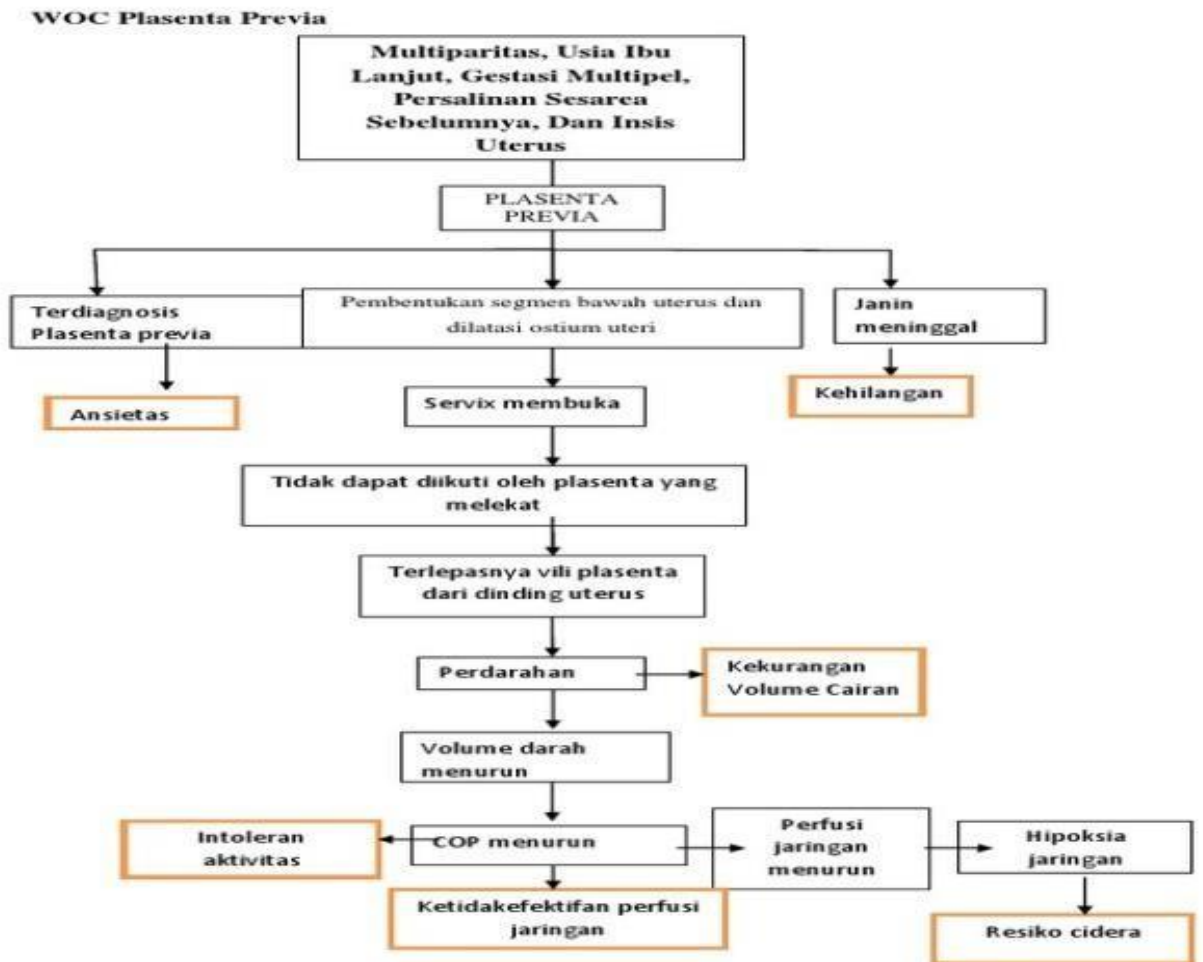 WOC Plasenta Previa
Multiparitas, Usia Ibu
Lanjut, Gestasi Multipel,
Persalinan Sesarea
Sebelumnya, Dan Insis
Uterus
PLASENTA
PREVIA
Terdiagnosis
Plasenta previa
Pembentukan segmen bawah uterus dan
dilatasi ostium uteri
Janin
meninggal
Ansietas
Servix membuka
Kehilangan
Tidak dapat diikuti oleh plasenta yang
melekat
Terlepasnya vili plasenta
dari dinding uterus
Perdarahan
Kekurangan
Volume Cairan
Volume darah
menurun
Intoleran
aktivitas
COP menurun
Perfusi
jaringan
menurun
Hipoksia
jaringan
Ketidakefektifan perfusi
jaringan
Resiko cidera